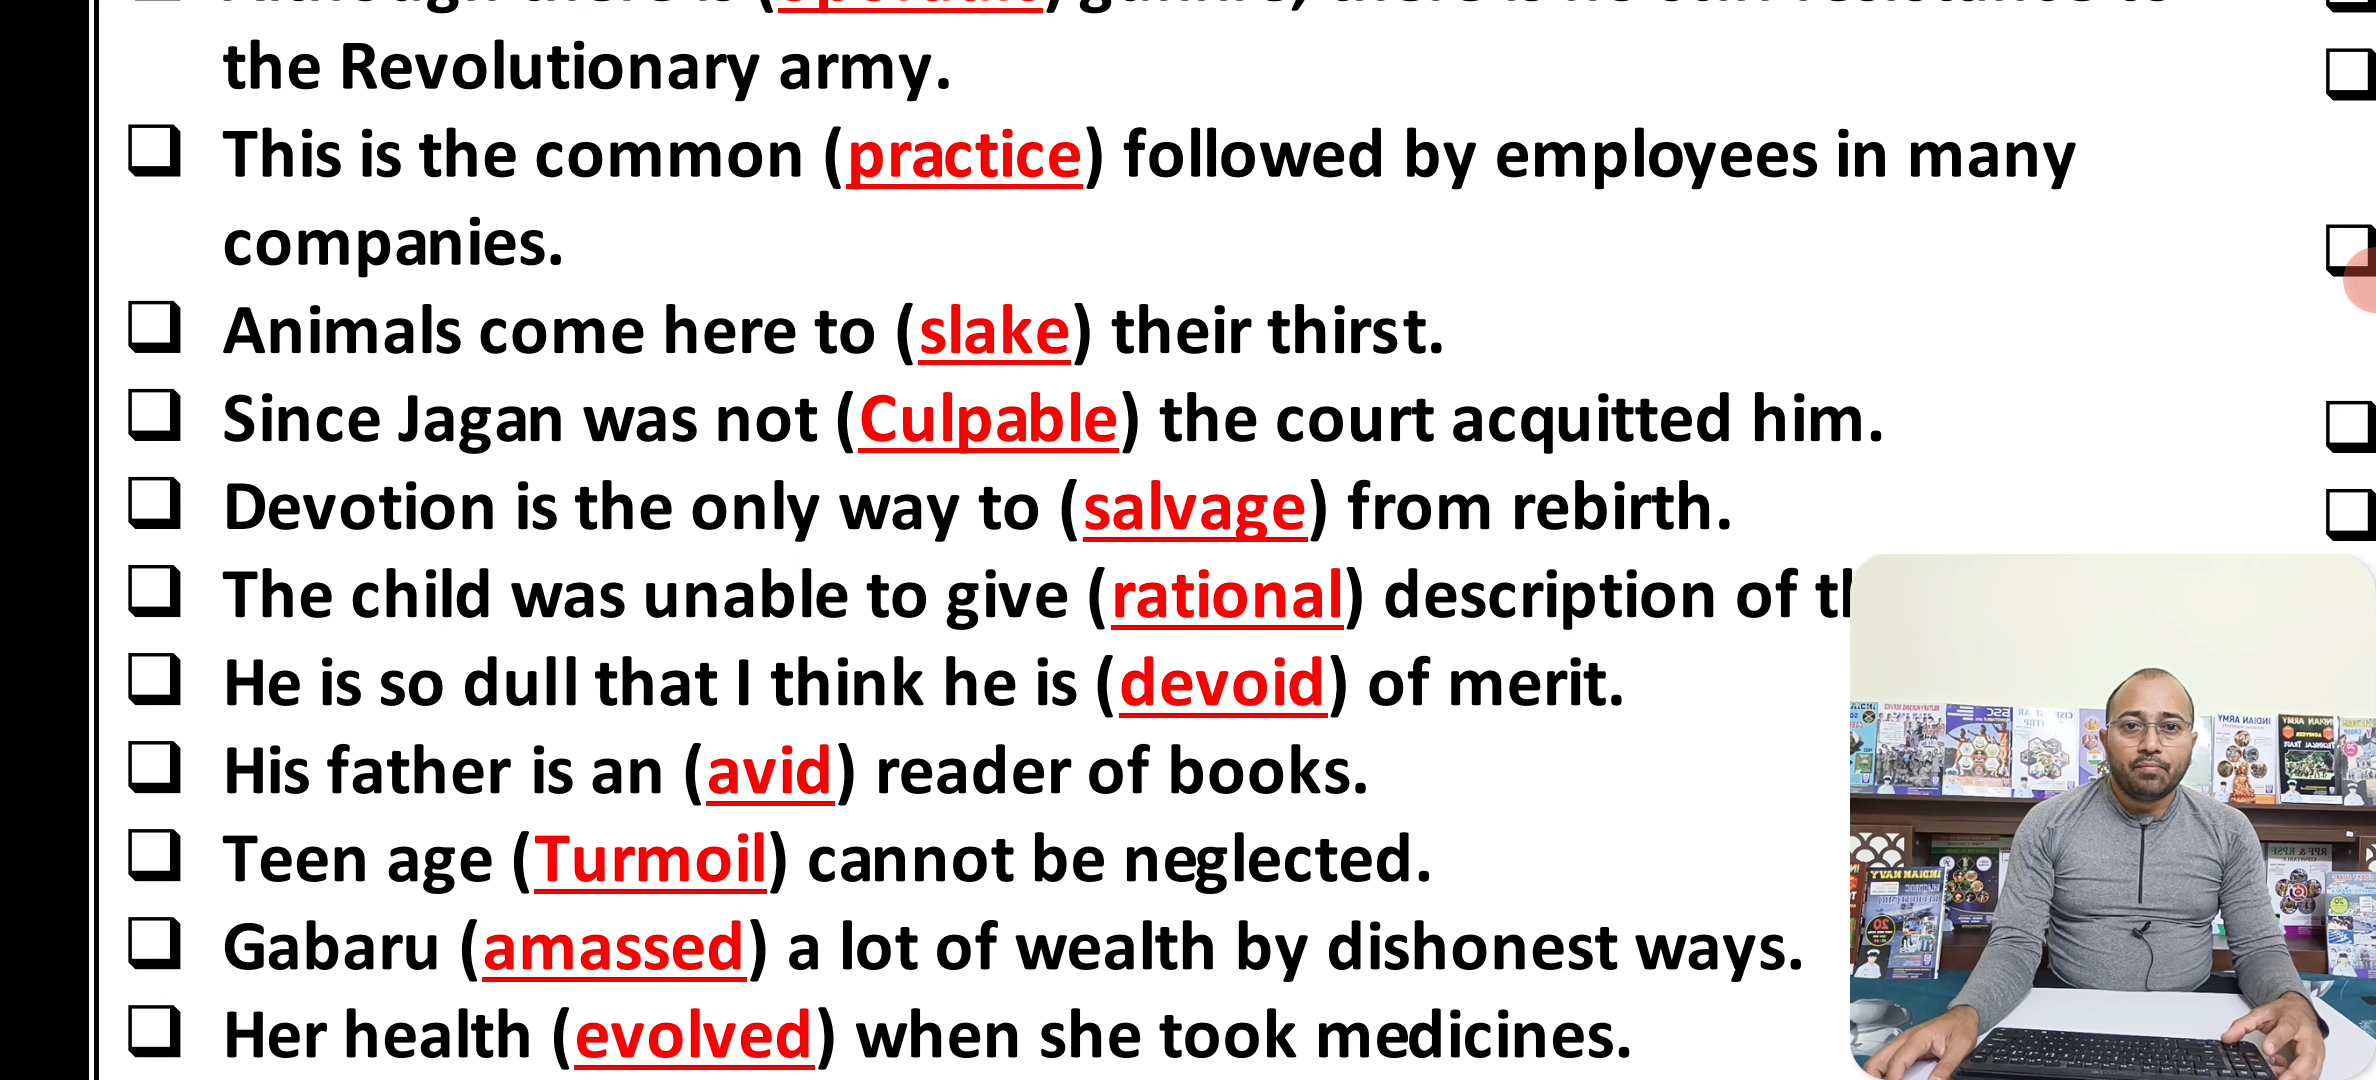 the Revolutionary army.
This is the common (practice) followed by employees in many
companies.
Animals come here to (slake) their thirst.
Since Jagan was not (Culpable) the court acquitted him.
Devotion is the only way to (salvage) from rebirth.
The child was unable to give (rational) description of
He is so dull that I think he is (devoid) of merit.
His father is an (avid) reader of books.
Teen age (Turmoil) cannot be neglected.
Gabaru (amassed) a lot of wealth by dishonest ways.
Her health (evolved) when she took medicines.